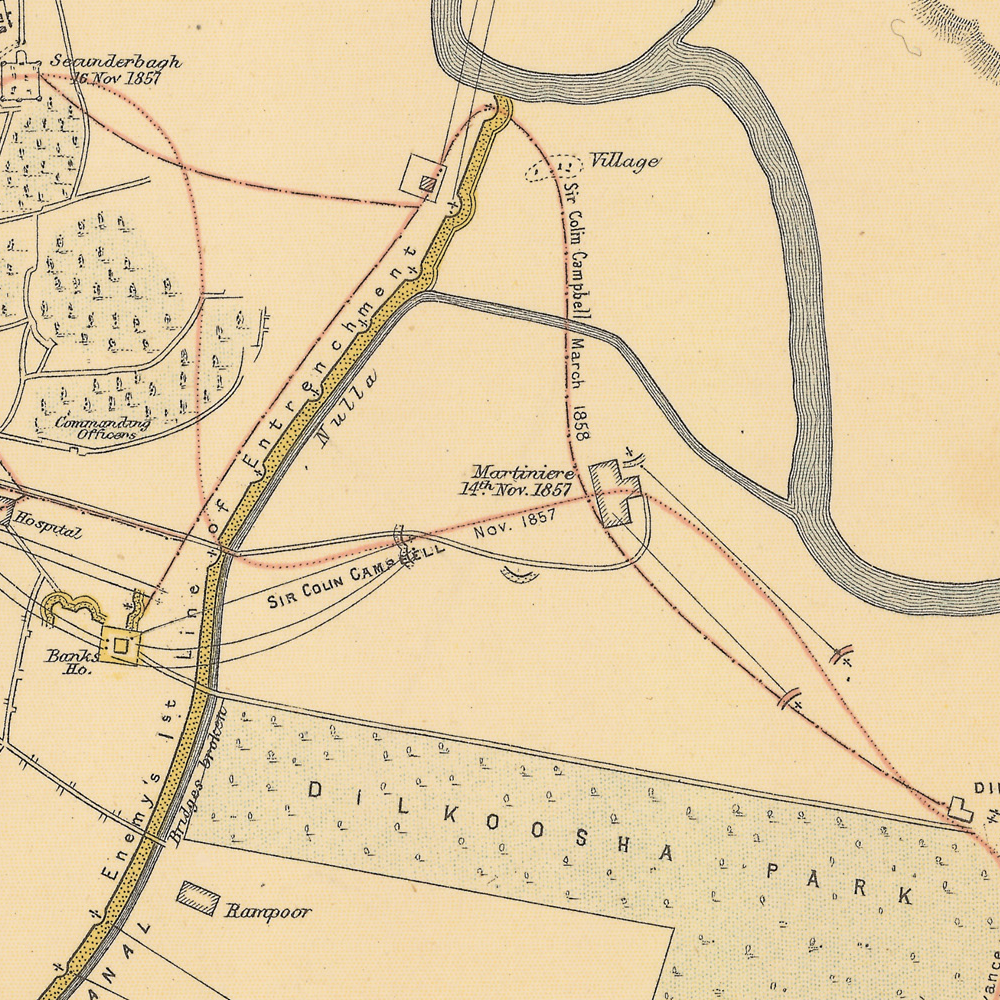 Secunderbagh
16 Nov 1857
Village
Sir Colin Campbell March 1858
Enemy's 1st Line of Entrenchment
Nulla
Commanding
Officers
Martiniere
14th Nov. 1857
Hospital
SIR COLIN CAMPBELL NOV. 1857
Banks
Ho.
Bridges broken
DILKOOSHA PARK
DIL
Rampoor
ANAL
ance